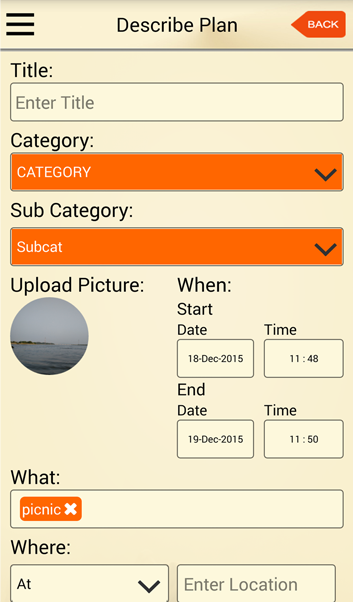 Describe Plan
BACK
Title:
Enter Title
Category:
CATEGORY
Sub Category:
Subcat
Upload Picture:
When:
Start
Date Time
18-Dec-2015 11 : 48
End
Date Time
19-Dec-2015 11 : 50
What:
picnic
Where:
At
Enter Location